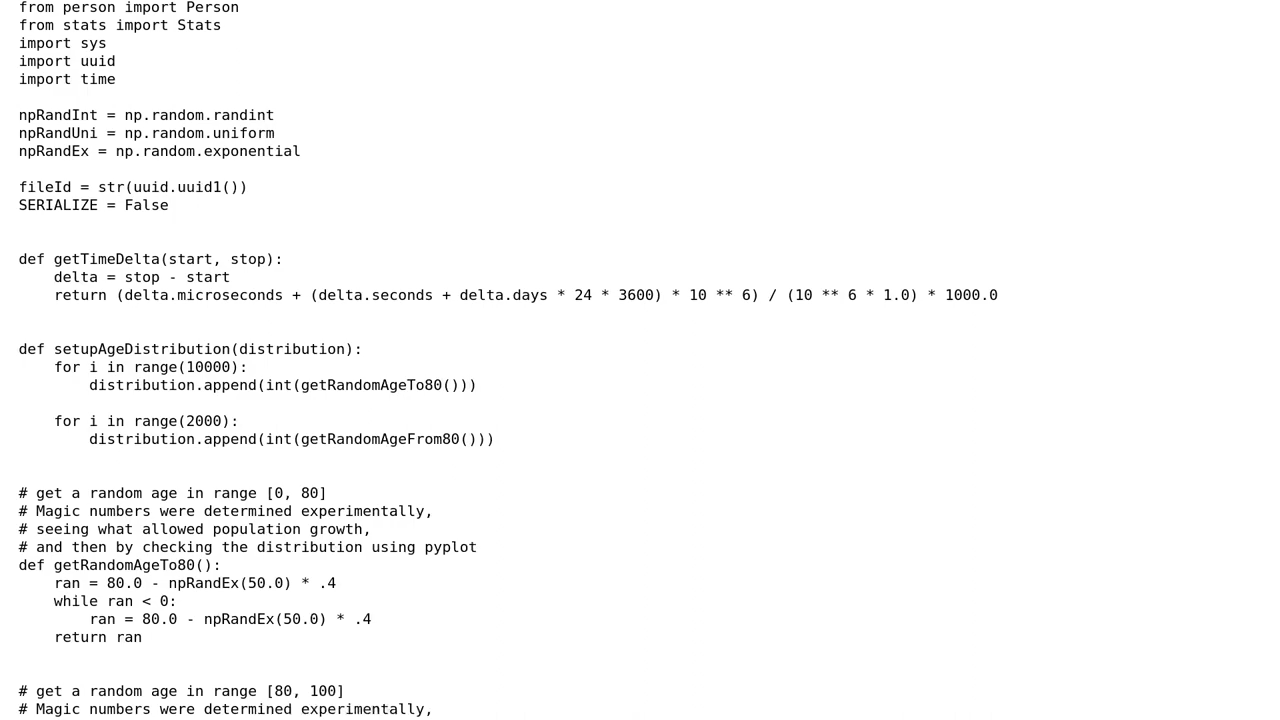 from person import Person
from stats import Stats
import sys
import uuid
import time

npRandInt = np.random.randint
npRandUni = np.random.uniform
npRandEx = np.random.exponential

fileId = str(uuid.uuid1())
SERIALIZE = False


def getTimeDelta(start, stop):
    delta = stop - start
    return (delta.microseconds + (delta.seconds + delta.days * 24 * 3600) * 10 ** 6) / (10 ** 6 * 1.0) * 1000.0


def setupAgeDistribution(distribution):
    for i in range(10000):
        distribution.append(int(getRandomAgeTo80()))

    for i in range(2000):
        distribution.append(int(getRandomAgeFrom80()))


# get a random age in range [0, 80]
# Magic numbers were determined experimentally,
# seeing what allowed population growth,
# and then by checking the distribution using pyplot
def getRandomAgeTo80():
    ran = 80.0 - npRandEx(50.0) * .4
    while ran < 0:
        ran = 80.0 - npRandEx(50.0) * .4
    return ran


# get a random age in range [80, 100]
# Magic numbers were determined experimentally,